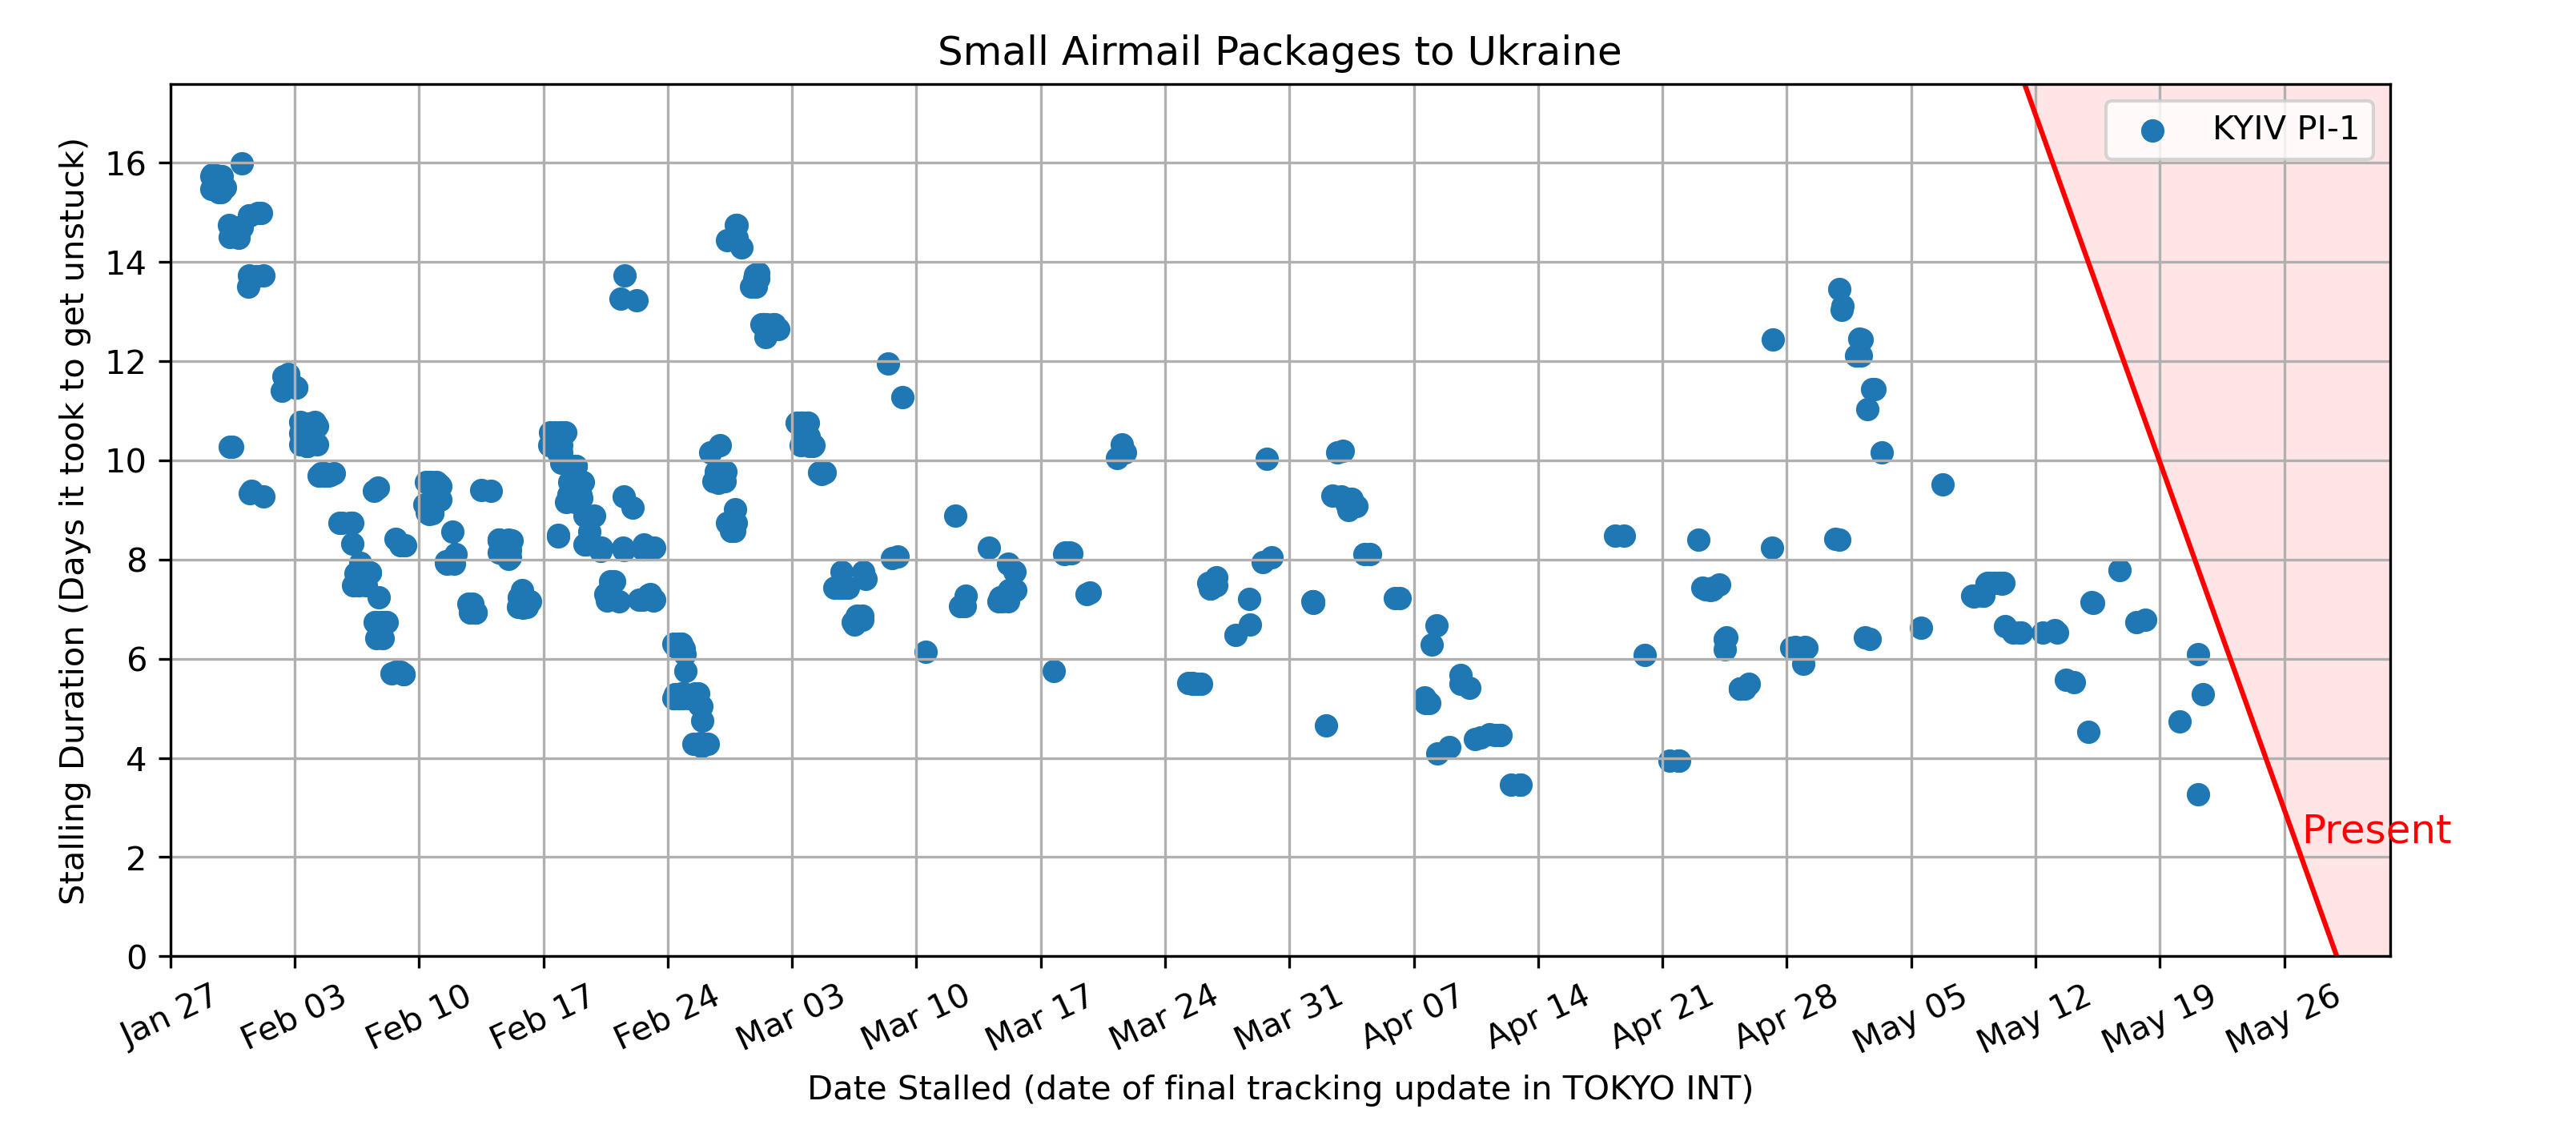 Small Airmail Packages to Ukraine
KYIV PI-1
Stalling Duration (Days it took to get unstuck)
16
14
12
10
8
6
4
2
0
Present
Jan 27
Feb 03
Feb 10
Feb 17
Feb 24
Mar 03
Mar 10
Mar 17
Mar 24
Mar 31
Apr 07
Apr 14
Apr 21
Apr 28
May 05
May 12
May 19
May 26
Date Stalled (date of final tracking update in TOKYO INT)